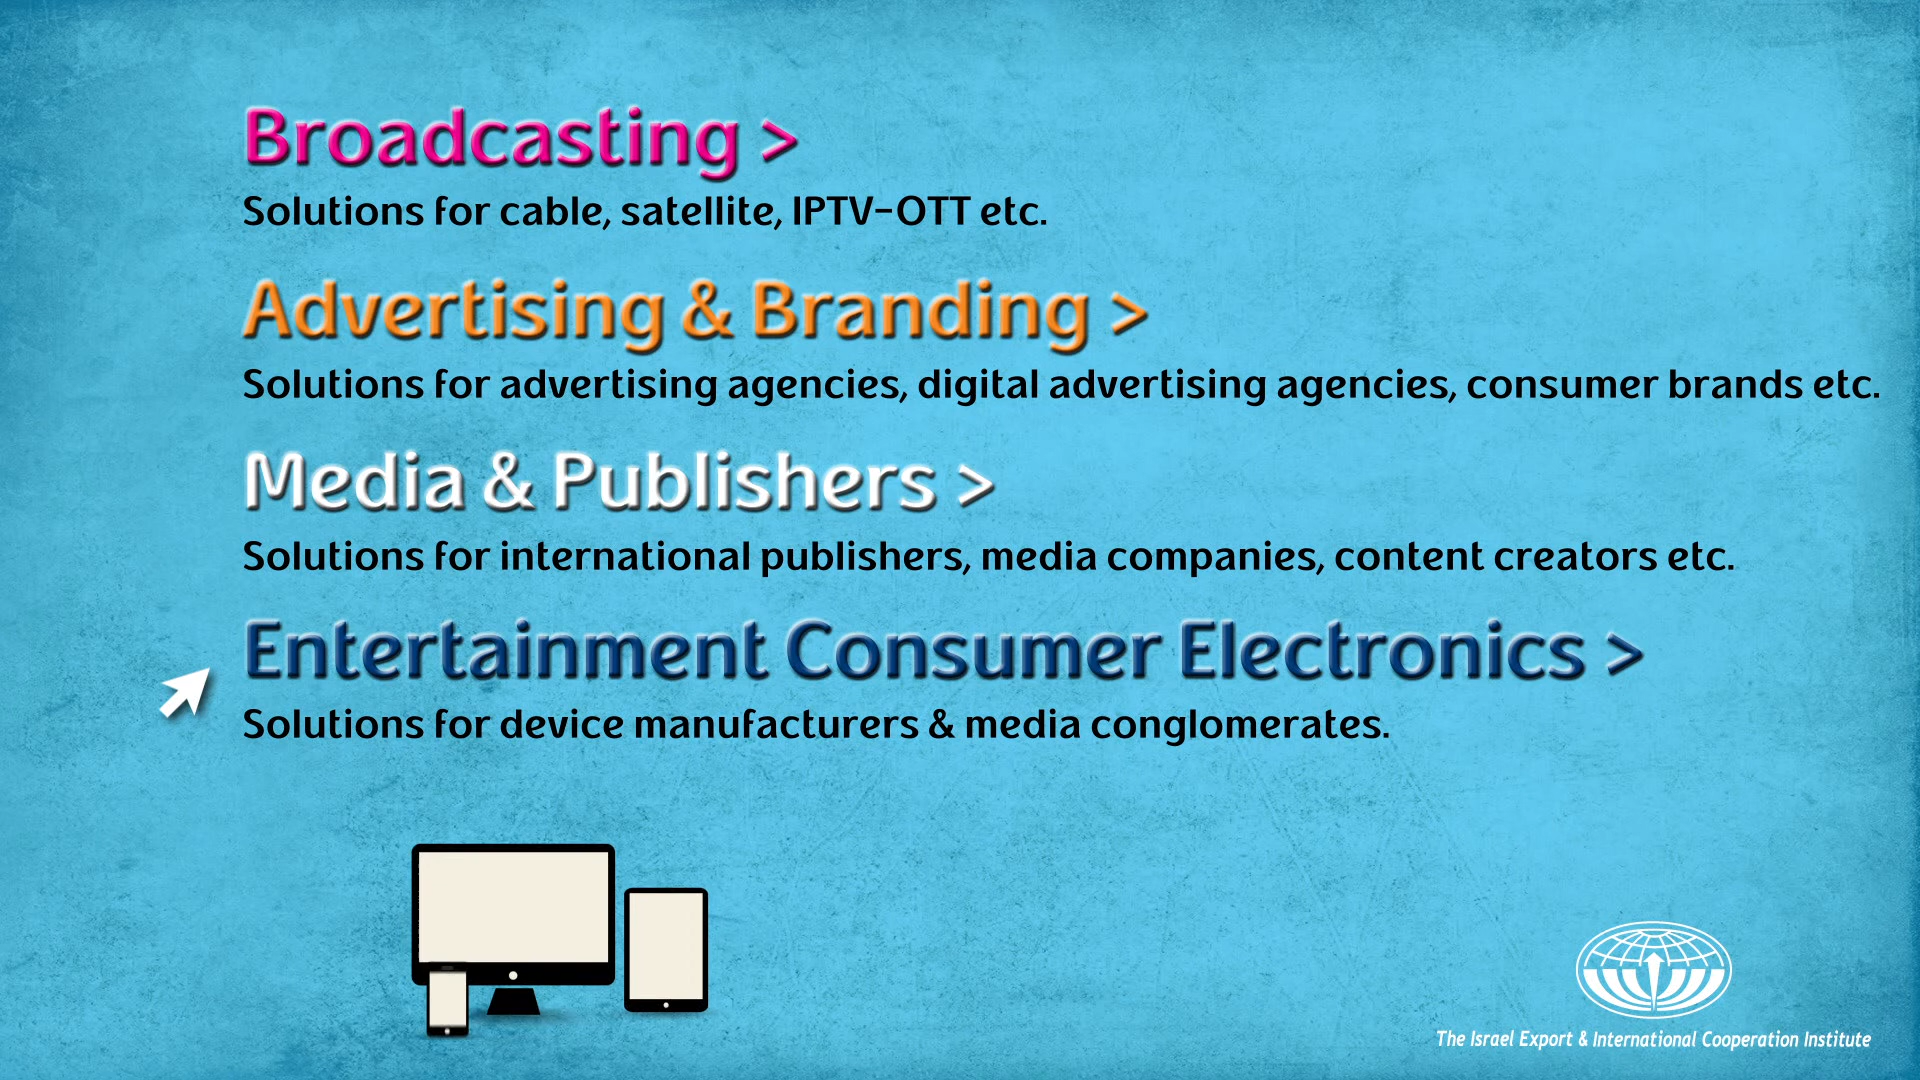 Broadcasting >
Solutions for cable, satellite, IPTV-OTT etc.
Advertising & Branding >
Solutions for advertising agencies, digital advertising agencies, consumer brands etc.
Media & Publishers >
Solutions for international publishers, media companies, content creators etc.
Entertainment Consumer Electronics >
Solutions for device manufacturers & media conglomerates.
The Israel Export & International Cooperation Institute